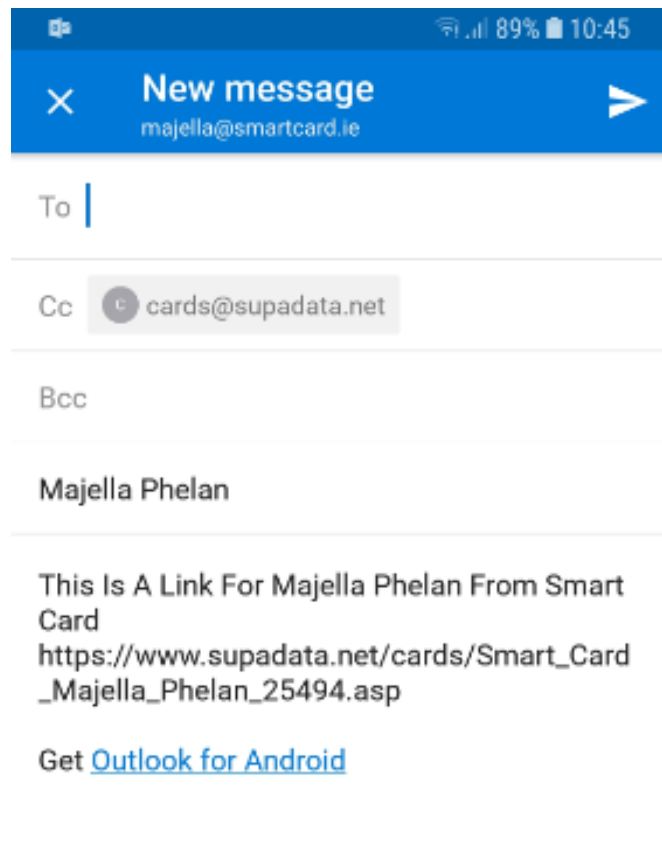 89% 10:45
New message
majella@smartcard.ie
To
Cc C cards@supadata.net
Bcc
Majella Phelan
This Is A Link For Majella Phelan From Smart
Card
https://www.supadata.net/cards/Smart_Card
_Majella_Phelan_25494.asp
Get Outlook for Android